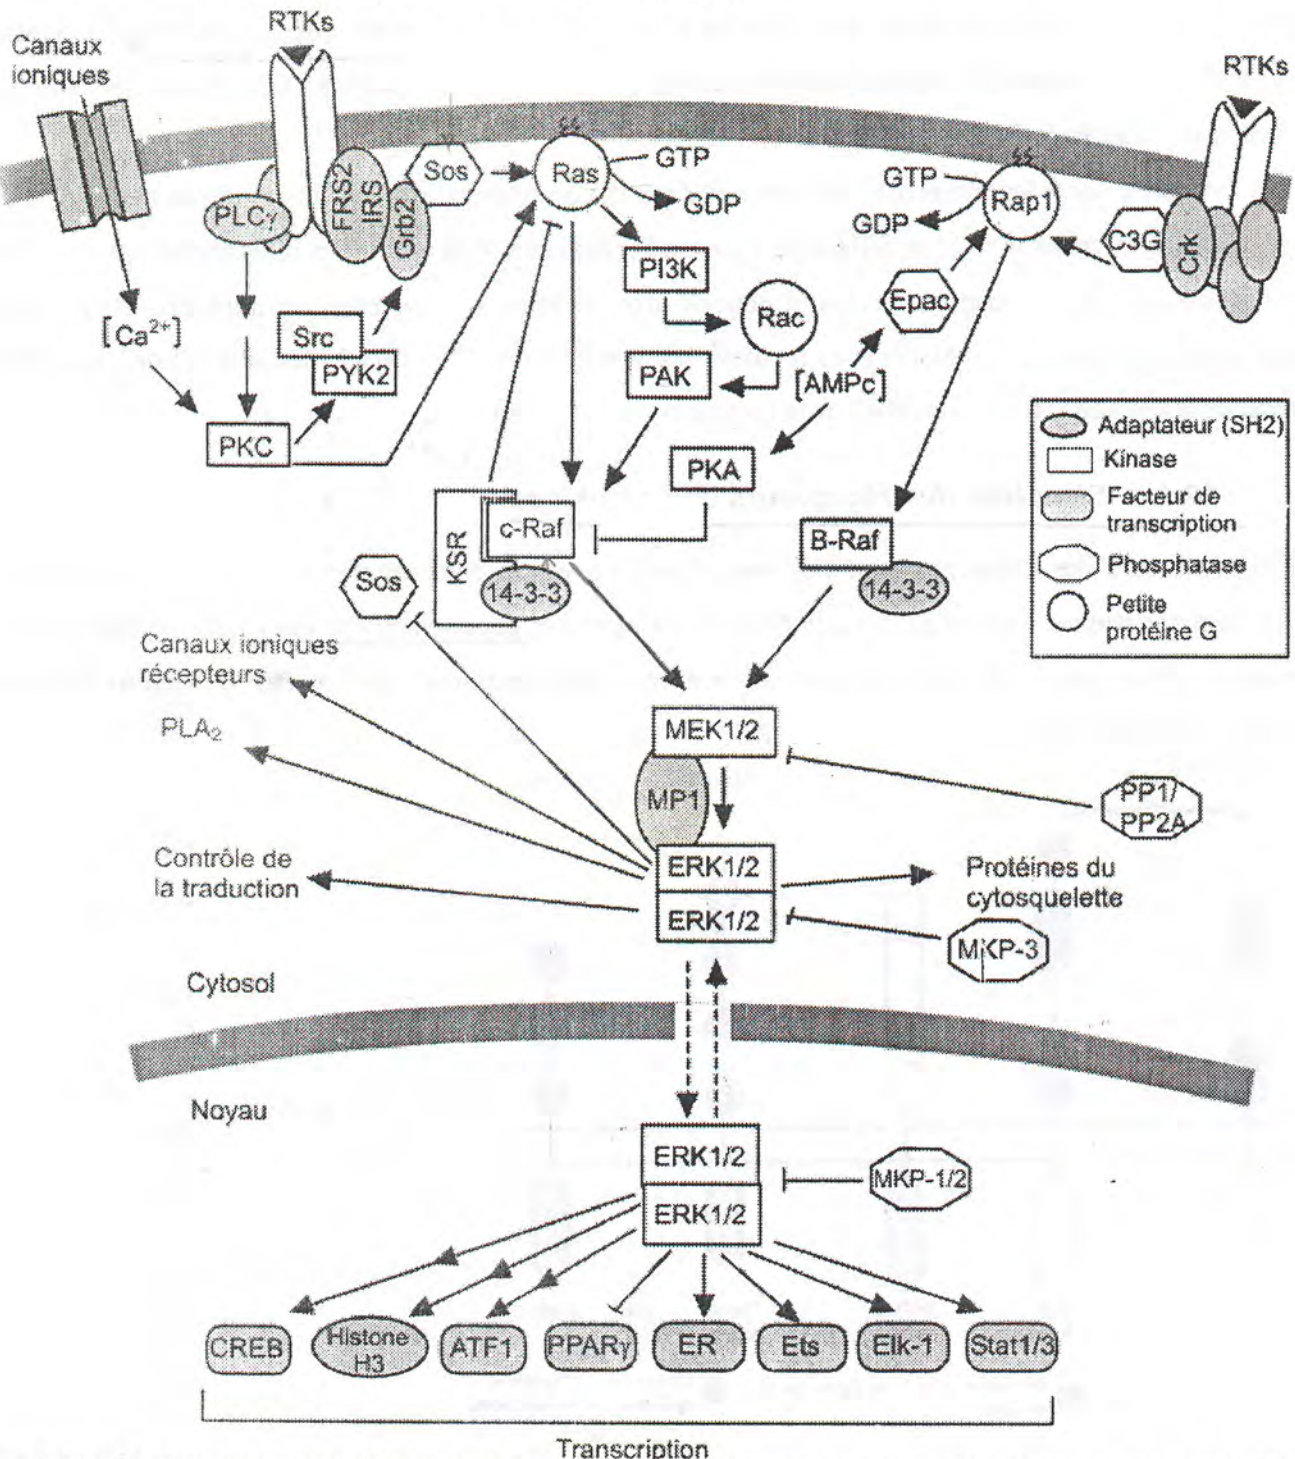 RTKs
Canaux
ioniques
RTKs
Sos
Ras
GTP
GDP
GTP
GDP
Rap1
PLCγ
FRS2
IRS
Grb2
C3G
Crk
PI3K
Epac
Rac
[Ca²⁺]
Src
PYK2
PAK
[AMPc]
PKC
PKA
Adaptateur (SH2)
Kinase
Facteur de
transcription
Phosphatase
Petite
protéine G
KSR
c-Raf
14-3-3
B-Raf
14-3-3
Sos
Canaux ioniques
récepteurs
PLA₂
MEK1/2
MP1
PP1/
PP2A
Contrôle de
la traduction
ERK1/2
ERK1/2
Protéines du
cytosquelette
MKP-3
Cytosol
Noyau
ERK1/2
ERK1/2
MKP-1/2
CREB
Histone
H3
ATF1
PPARγ
ER
Ets
Elk-1
Stat1/3
Transcription